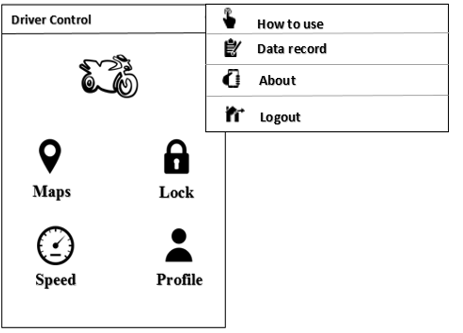 Driver Control
How to use
Data record
About
Logout
Maps
Lock
Speed
Profile